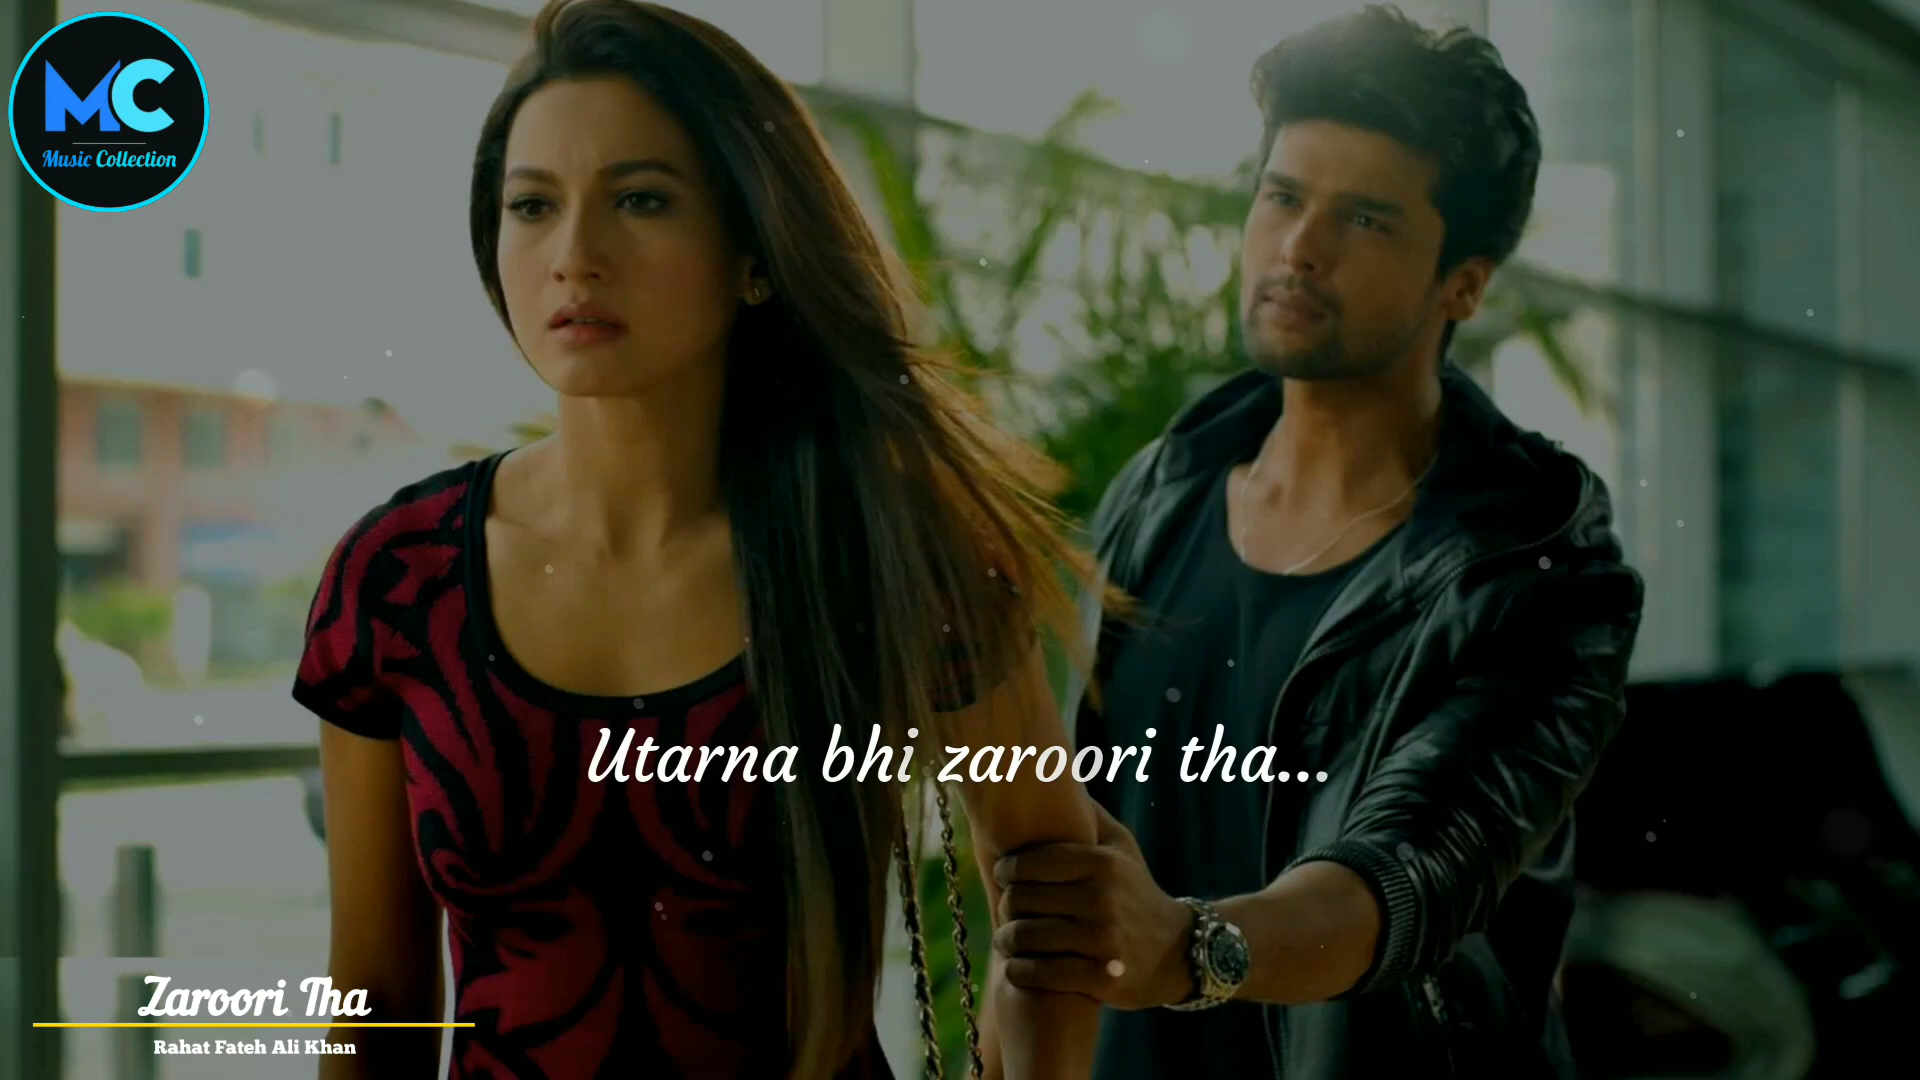 MC
Music Collection
Utarna bhi zaroori tha...
Zaroori Tha
Rahat Fateh Ali Khan